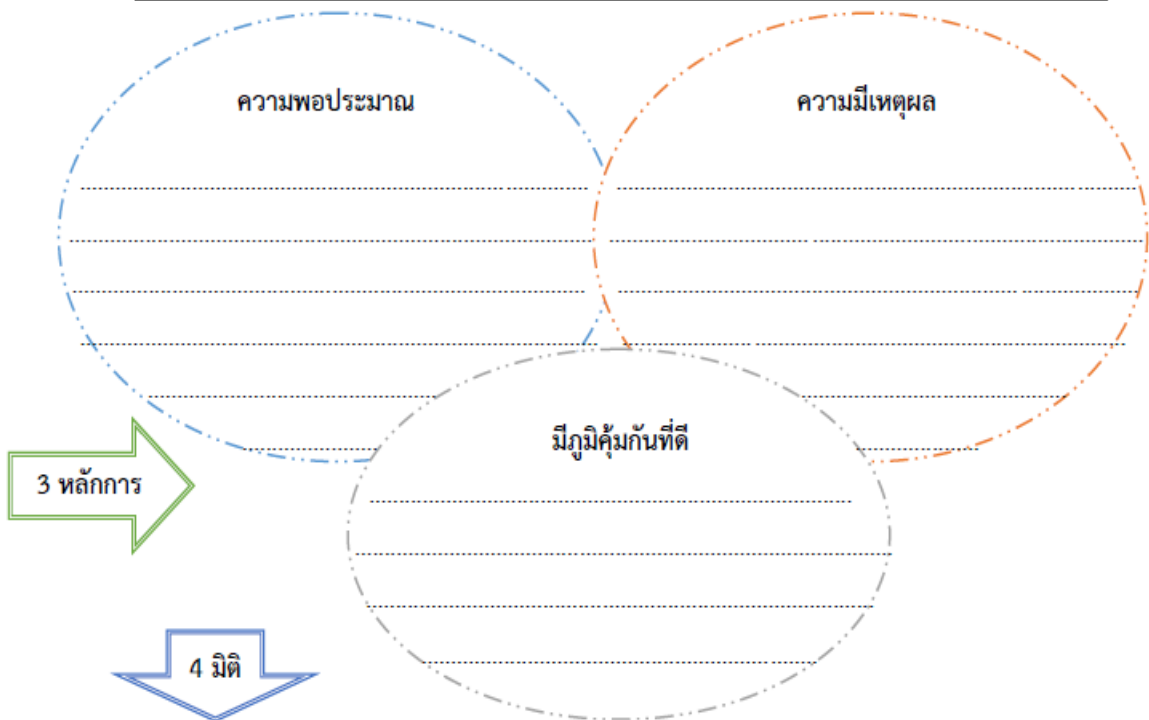 ความพอประมาณ
ความมีเหตุผล
มีภูมิคุ้มกันที่ดี
3 หลักการ
4 มิติ